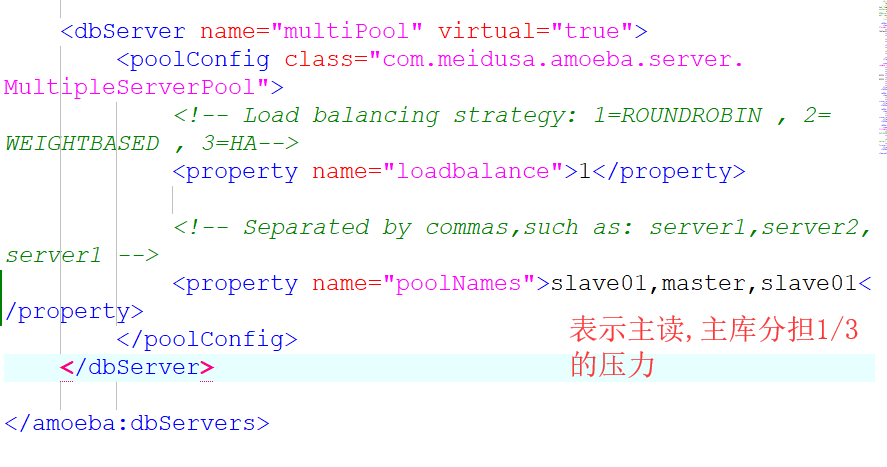 <dbServer name="multiPool" virtual="true">
<poolConfig class="com.meidusa.amoeba.server.
MultipleServerPool">
<!-- Load balancing strategy: 1=ROUNDROBIN , 2=
WEIGHTBASED , 3=HA-->
<property name="loadbalance">1</property>
<!-- Separated by commas,such as: server1,server2,
server1 -->
<property name="poolNames">slave01,master,slave01<
/property>
</poolConfig>
表示主读,主库分担1/3
的压力
</dbServer>
</amoeba:dbServers>